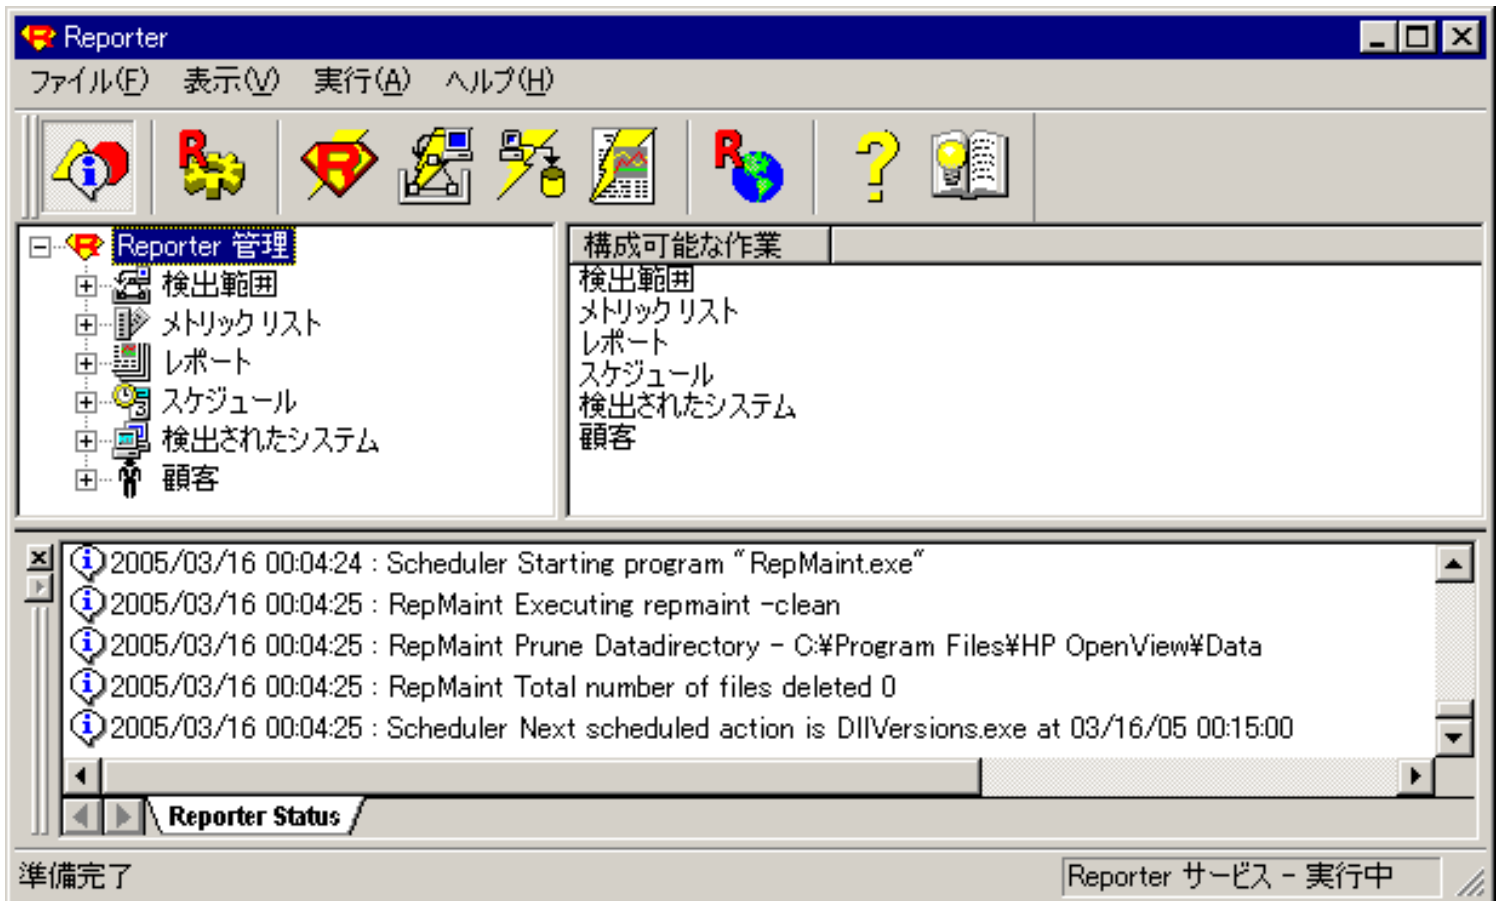 Reporter
ファイル(F) 表示(V) 実行(A) ヘルプ(H)
Reporter 管理
検出範囲
メトリック リスト
レポート
スケジュール
検出されたシステム
顧客
構成可能な作業
検出範囲
メトリック リスト
レポート
スケジュール
検出されたシステム
顧客
2005/03/16 00:04:24 : Scheduler Starting program "RepMaint.exe"
2005/03/16 00:04:25 : RepMaint Executing repmaint -clean
2005/03/16 00:04:25 : RepMaint Prune Datadirectory - C:¥Program Files¥HP OpenView¥Data
2005/03/16 00:04:25 : RepMaint Total number of files deleted 0
2005/03/16 00:04:25 : Scheduler Next scheduled action is DllVersions.exe at 03/16/05 00:15:00
Reporter Status
準備完了
Reporter サービス - 実行中